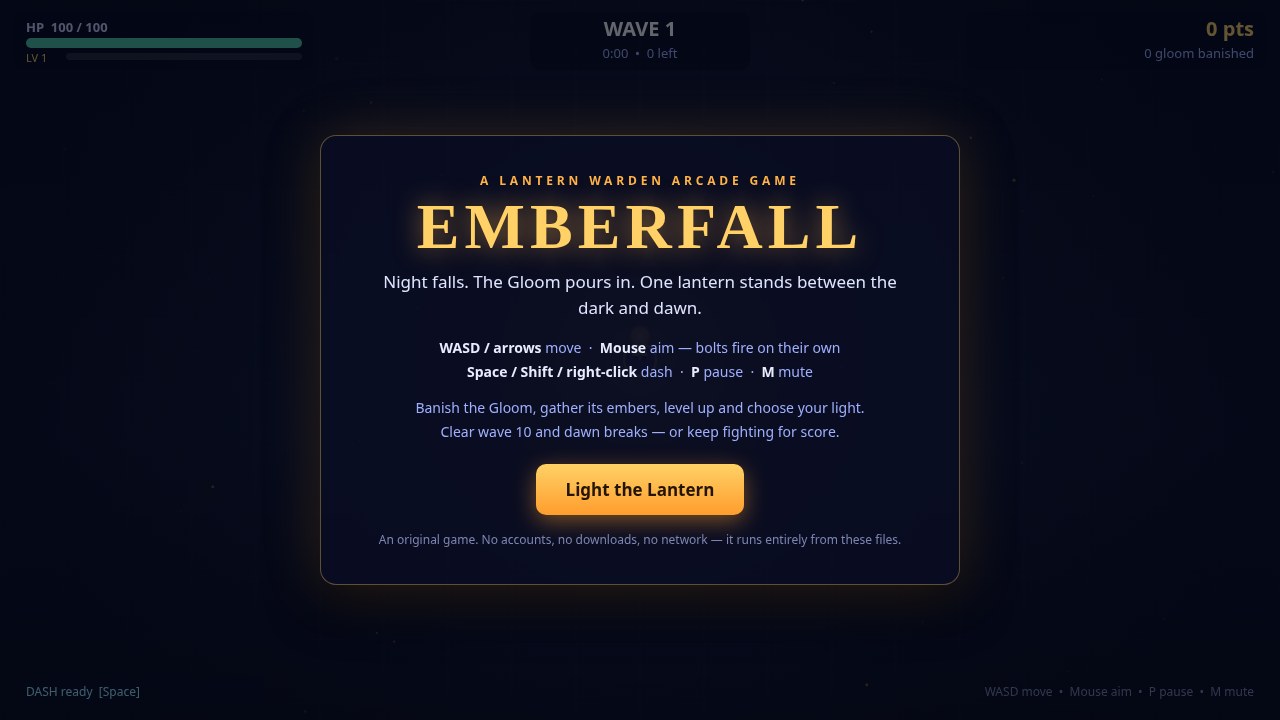 HP 100 / 100
LV 1
WAVE 1
0:00 • 0 left
0 pts
0 gloom banished
A LANTERN WARDEN ARCADE GAME
EMBERFALL
Night falls. The Gloom pours in. One lantern stands between the
dark and dawn.
WASD / arrows move · Mouse aim — bolts fire on their own
Space / Shift / right-click dash · P pause · M mute
Banish the Gloom, gather its embers, level up and choose your light.
Clear wave 10 and dawn breaks — or keep fighting for score.
Light the Lantern
An original game. No accounts, no downloads, no network — it runs entirely from these files.
DASH ready [Space]
WASD move • Mouse aim • P pause • M mute